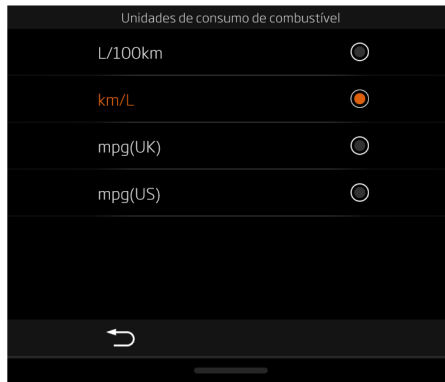 Unidades de consumo de combustível
L/100km
km/L
mpg(UK)
mpg(US)